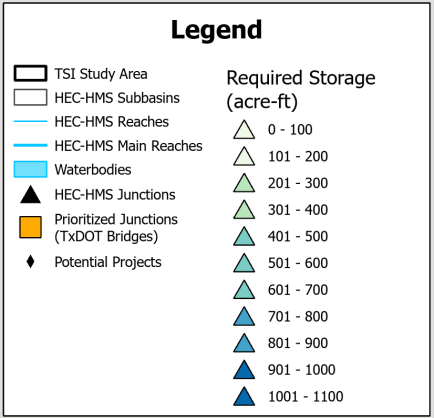 Legend
TSI Study Area
HEC-HMS Subbasins
HEC-HMS Reaches
HEC-HMS Main Reaches
Waterbodies
HEC-HMS Junctions
Prioritized Junctions
(TxDOT Bridges)
Potential Projects
Required Storage
(acre-ft)
0 - 100
101 - 200
201 - 300
301 - 400
401 - 500
501 - 600
601 - 700
701 - 800
801 - 900
901 - 1000
1001 - 1100